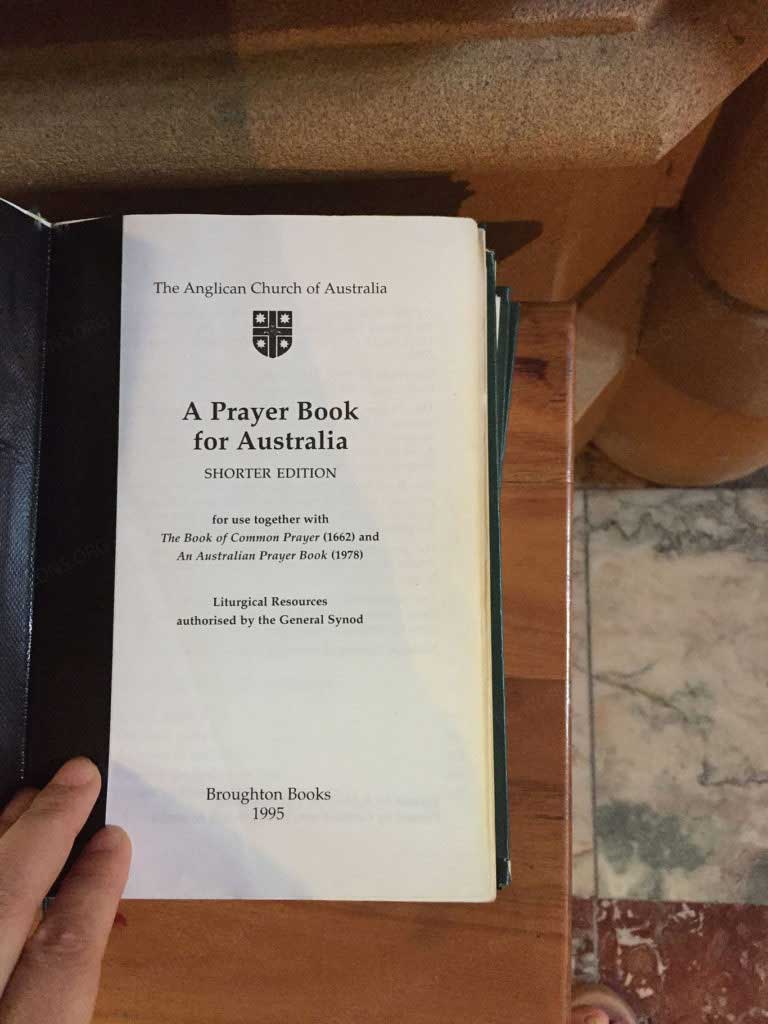 The Anglican Church of Australia
A Prayer Book
for Australia
SHORTER EDITION
for use together with
The Book of Common Prayer (1662) and
An Australian Prayer Book (1978)
Liturgical Resources
authorised by the General Synod
Broughton Books
1995